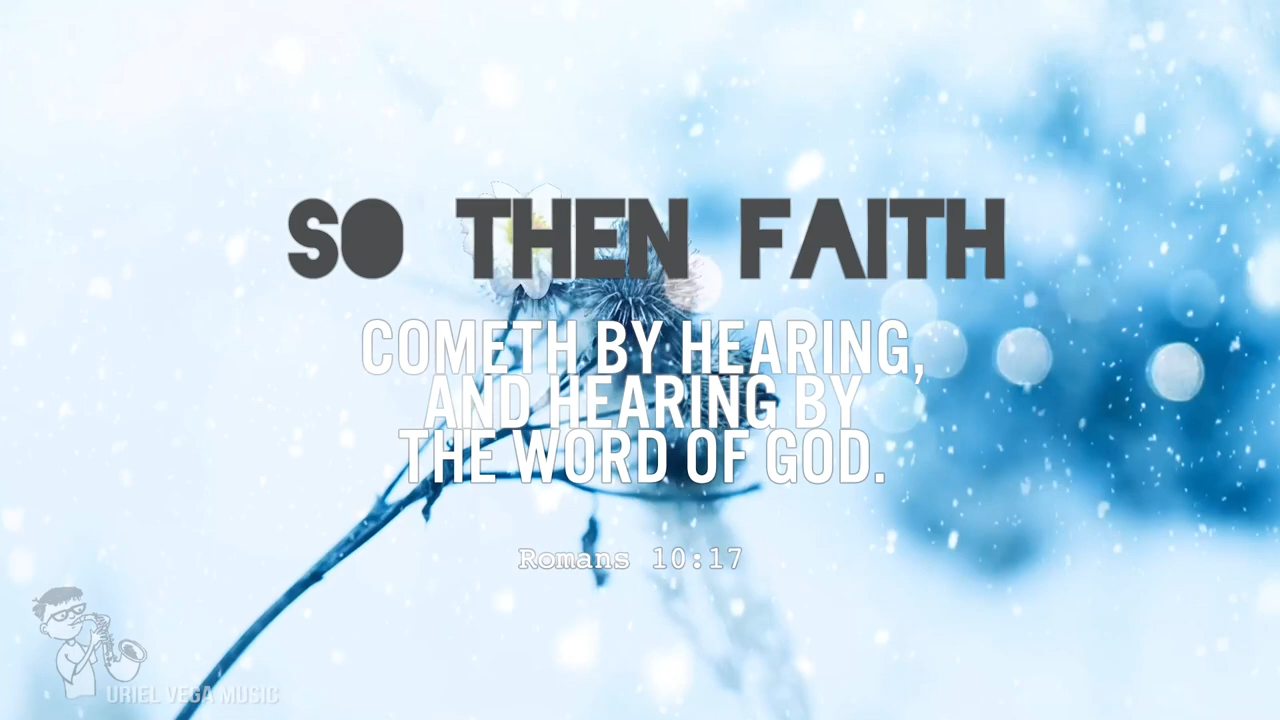 SO THEN FAITH
COMETH BY HEARING,
AND HEARING BY
THE WORD OF GOD.
Romans 10:17
URIEL VEGA MUSIC